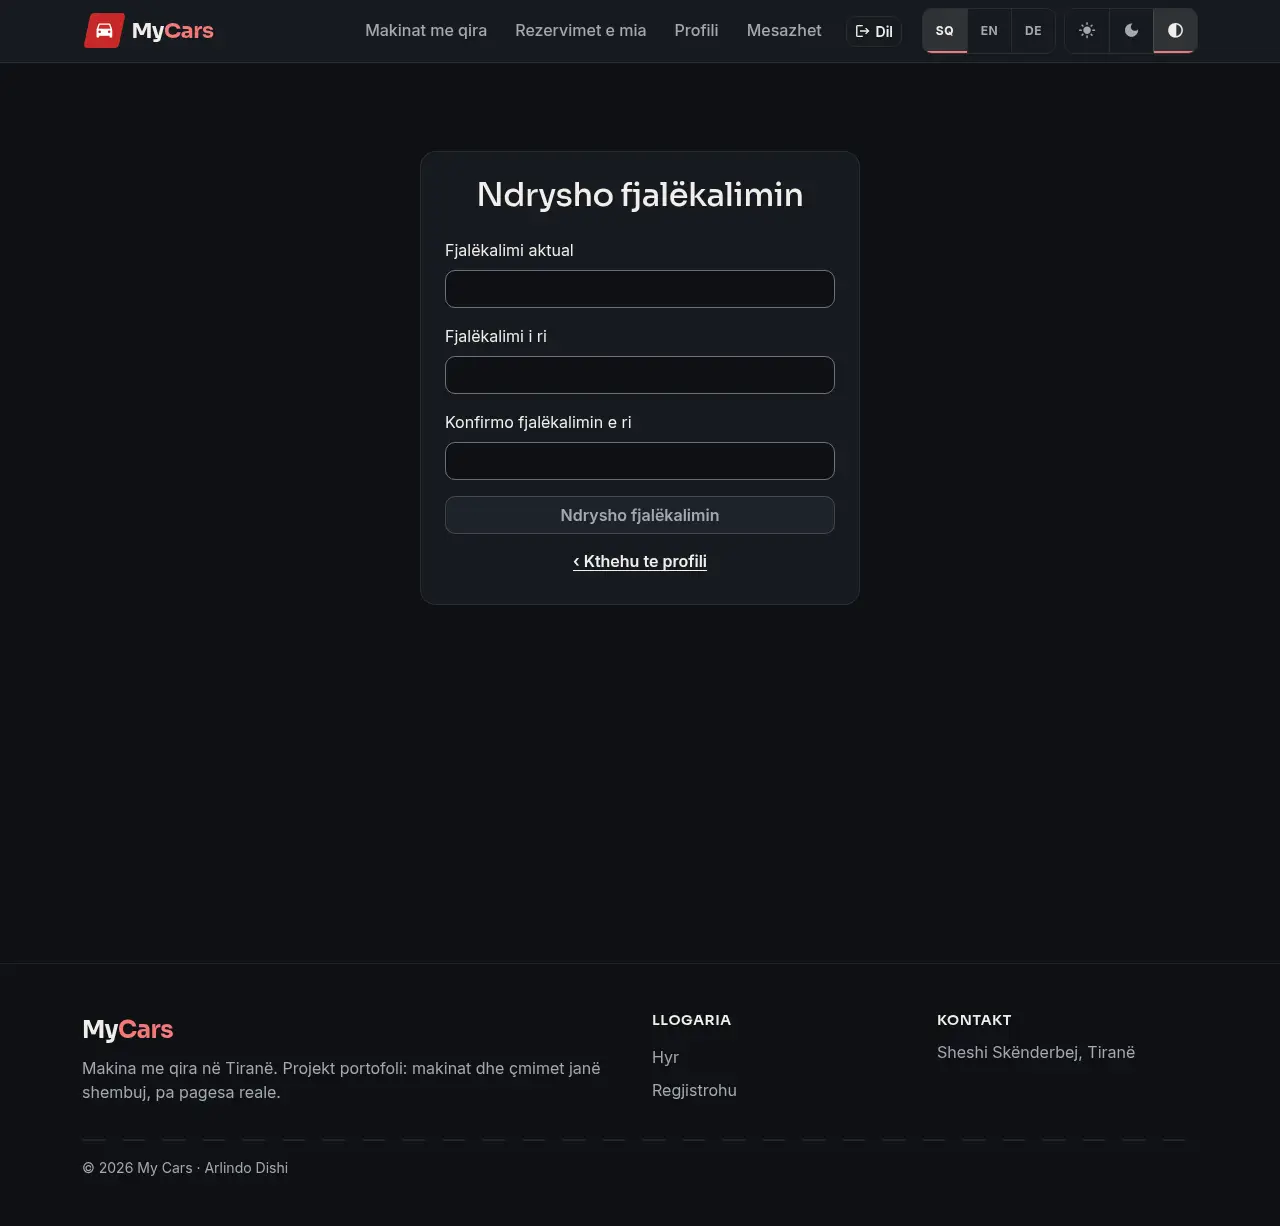 MyCars
Makinat me qira
Rezervimet e mia
Profili
Mesazhet
Dil
SQ
EN
DE
Ndrysho fjalëkalimin
Fjalëkalimi aktual
Fjalëkalimi i ri
Konfirmo fjalëkalimin e ri
Ndrysho fjalëkalimin
‹ Kthehu te profili
MyCars
Makina me qira në Tiranë. Projekt portofoli: makinat dhe çmimet janë
shembuj, pa pagesa reale.
LLOGARIA
Hyr
Regjistrohu
KONTAKT
Sheshi Skënderbej, Tiranë
© 2026 My Cars · Arlindo Dishi